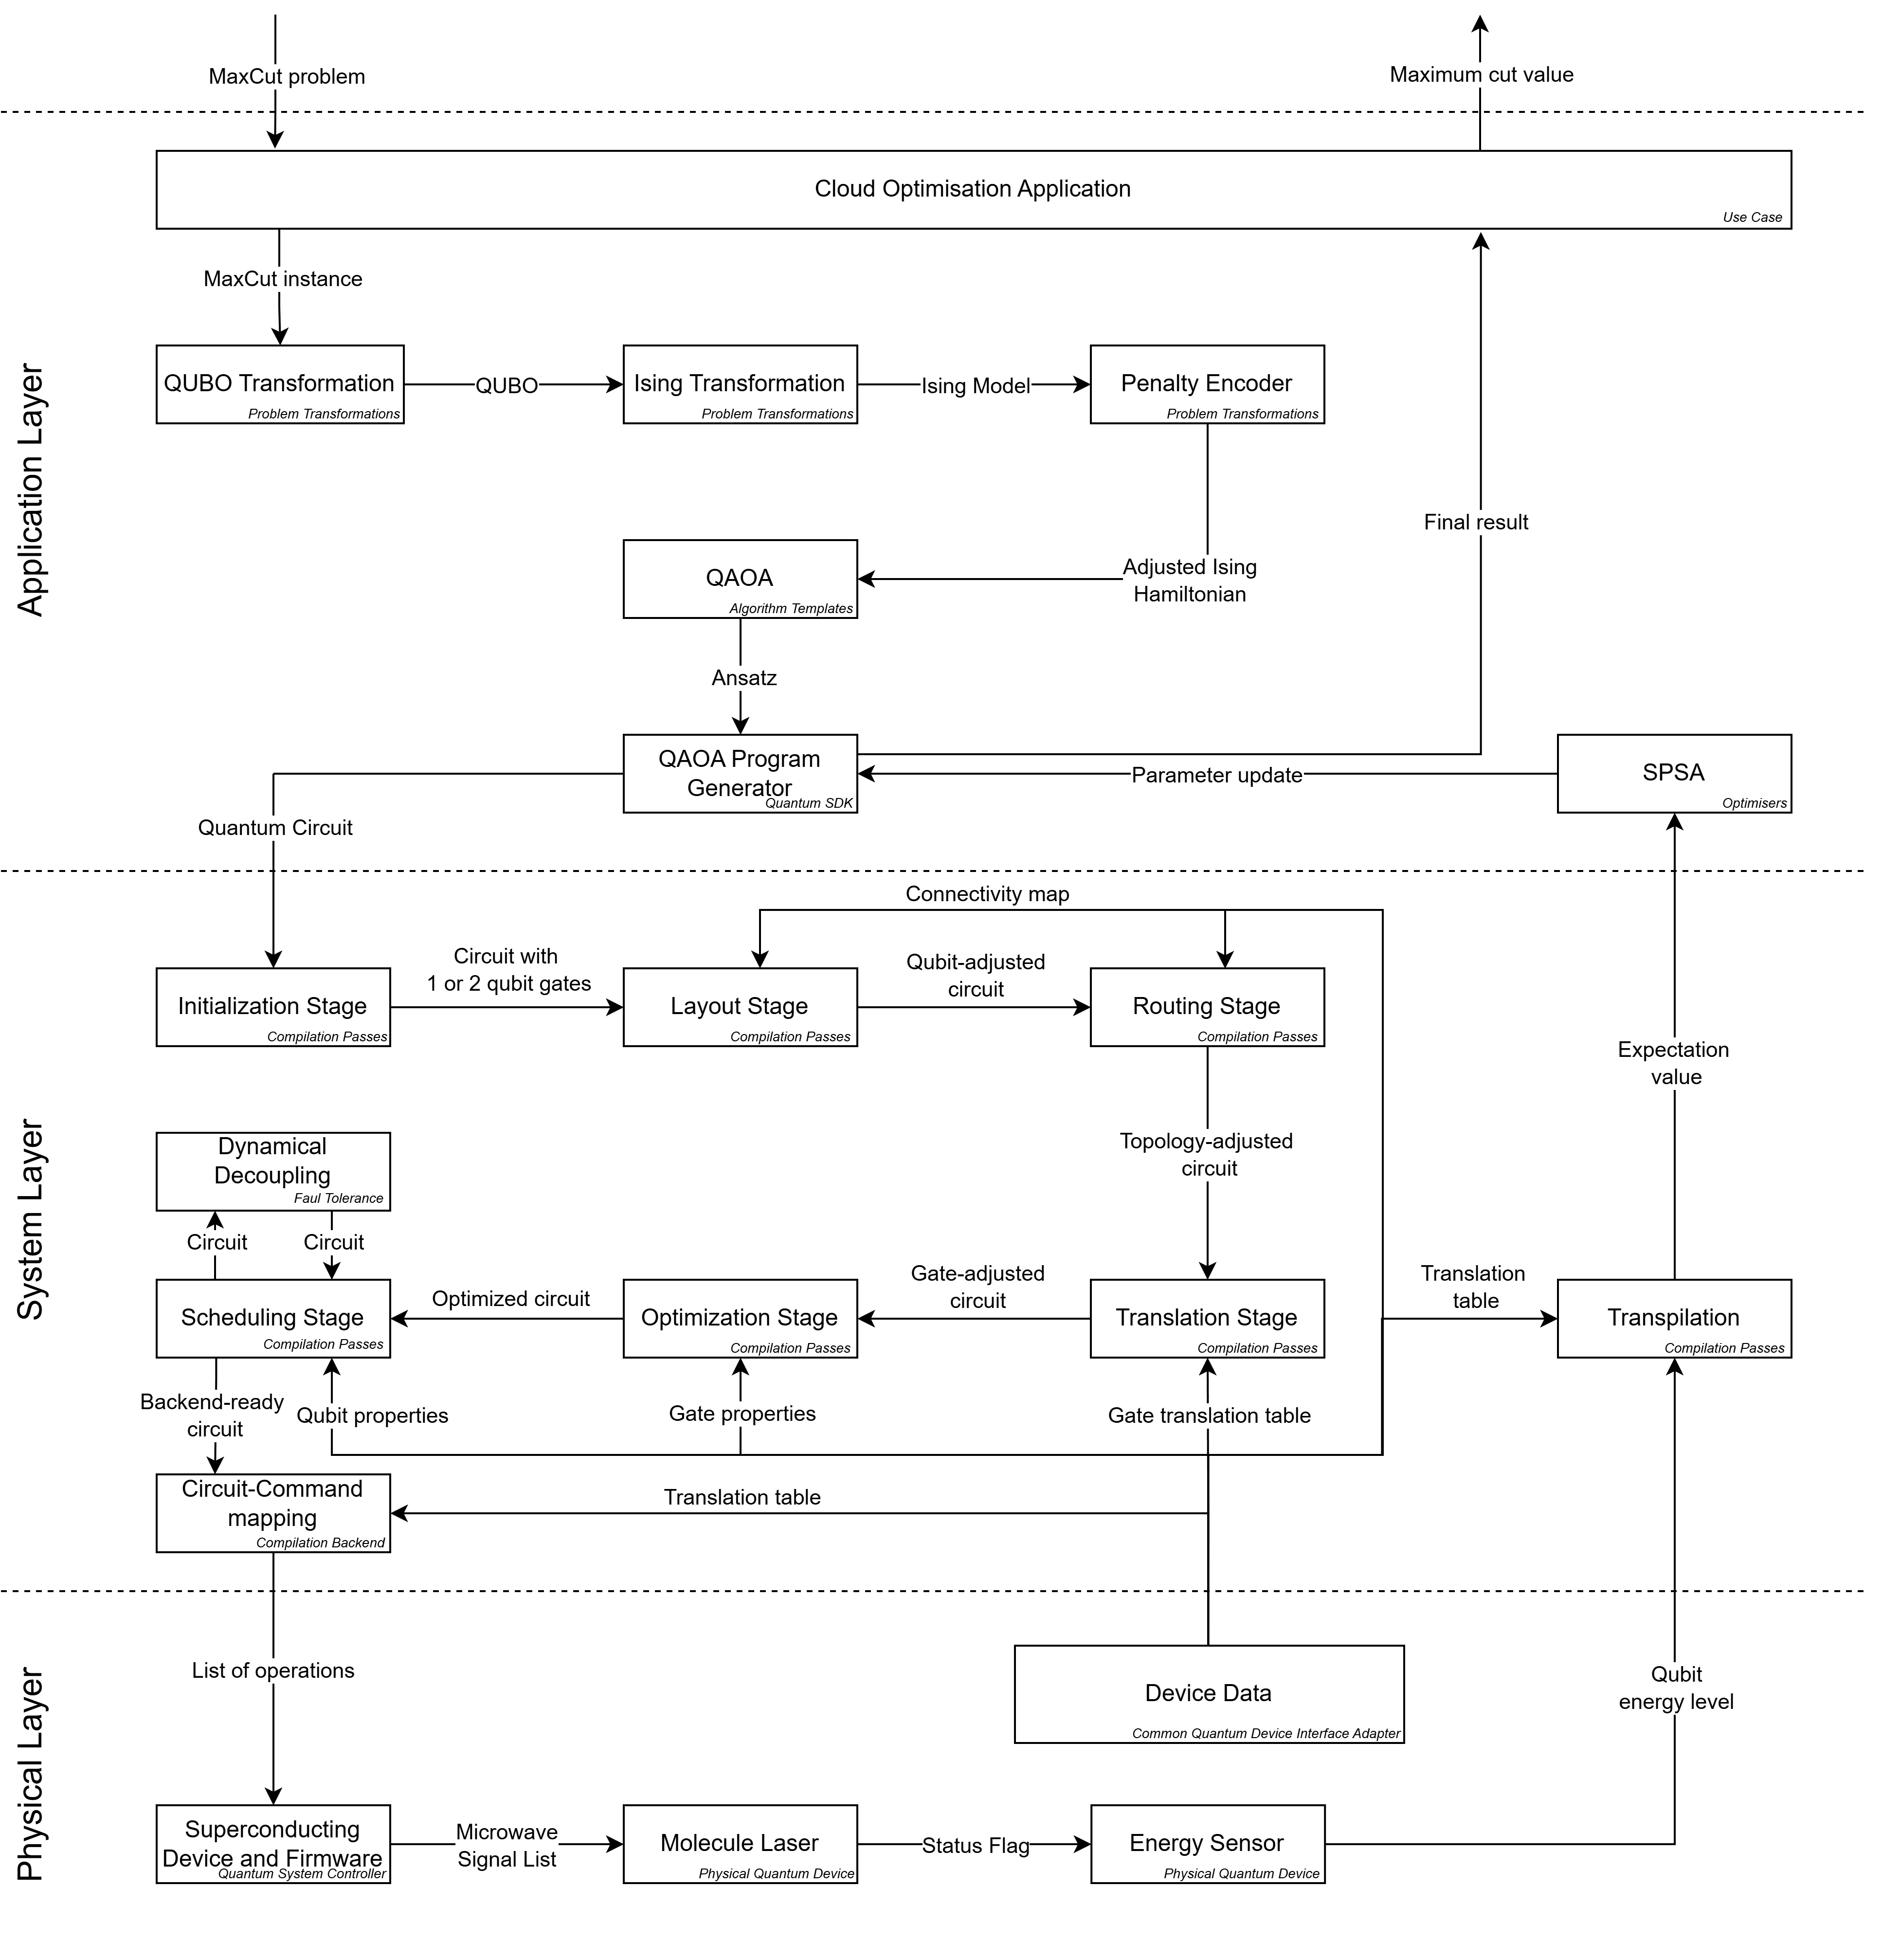 MaxCut problem
Maximum cut value
Application Layer
Cloud Optimisation Application
Use Case
MaxCut instance
QUBO Transformation
Problem Transformations
QUBO
Ising Transformation
Problem Transformations
Ising Model
Penalty Encoder
Problem Transformations
Final result
Adjusted Ising
Hamiltonian
QAOA
Algorithm Templates
Ansatz
QAOA Program
Generator
Quantum SDK
Parameter update
SPSA
Optimisers
Quantum Circuit
System Layer
Connectivity map
Initialization Stage
Compilation Passes
Circuit with
1 or 2 qubit gates
Layout Stage
Compilation Passes
Qubit-adjusted
circuit
Routing Stage
Compilation Passes
Expectation
value
Topology-adjusted
circuit
Dynamical
Decoupling
Faul Tolerance
Circuit
Circuit
Scheduling Stage
Compilation Passes
Optimized circuit
Optimization Stage
Compilation Passes
Gate-adjusted
circuit
Translation Stage
Compilation Passes
Translation
table
Transpilation
Compilation Passes
Backend-ready
circuit
Qubit properties
Gate properties
Gate translation table
Circuit-Command
mapping
Compilation Backend
Translation table
Physical Layer
List of operations
Device Data
Common Quantum Device Interface Adapter
Qubit
energy level
Superconducting
Device and Firmware
Quantum System Controller
Microwave
Signal List
Molecule Laser
Physical Quantum Device
Status Flag
Energy Sensor
Physical Quantum Device